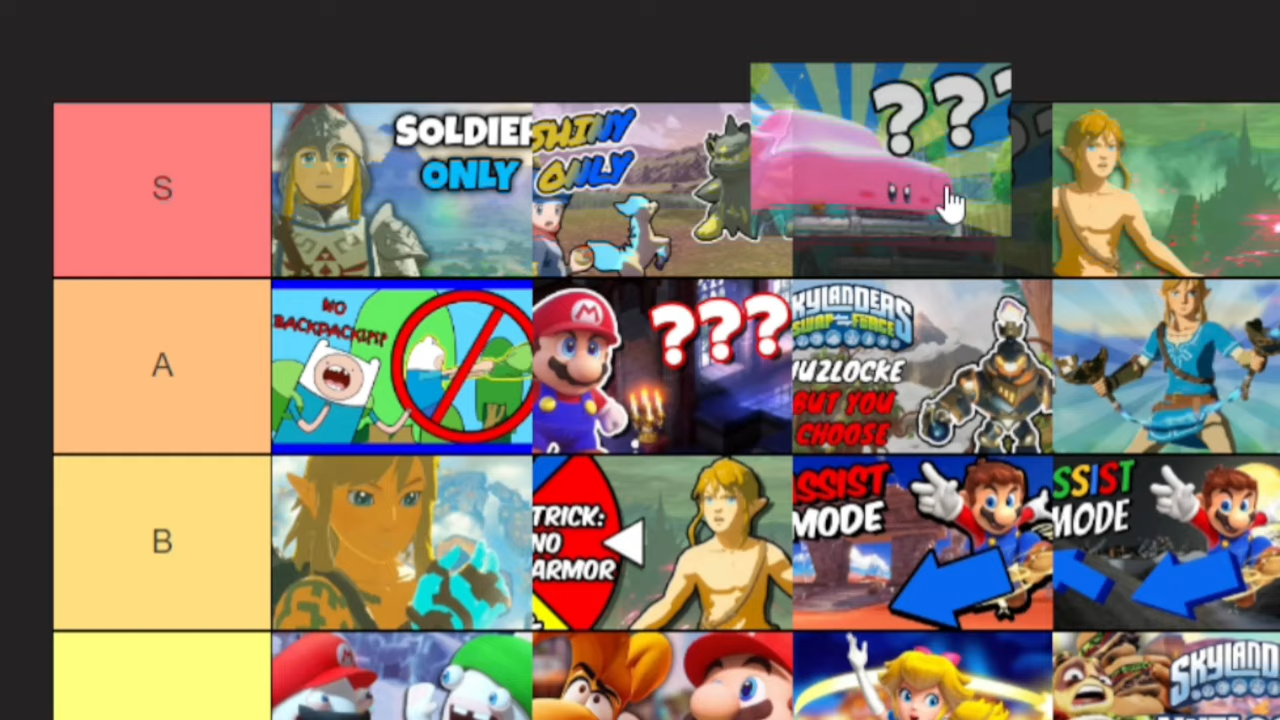 S
SOLDIER
ONLY
SHINY
ONLY
???
A
NO
BACKPACK!?!?
???
SKYLANDERS
SWAP FORCE
NUZLOCKE
BUT YOU
CHOOSE
B
TRICK:
NO
ARMOR
SSIST
MODE
SSIST
MODE
SKYLAND